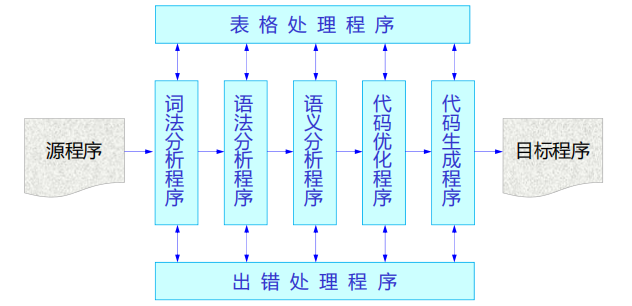 表格处理程序
源程序
词法分析程序
语法分析程序
语义分析程序
代码优化程序
代码生成程序
目标程序
出错处理程序